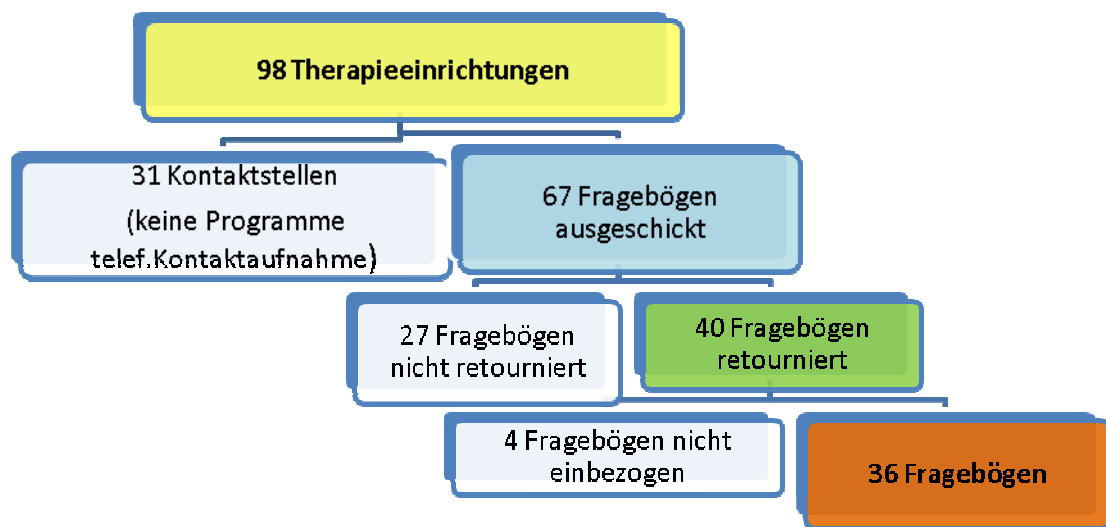 98 Therapieeinrichtungen
31 Kontaktstellen
(keine Programme
telef.Kontaktaufnahme)
67 Fragebögen
ausgeschickt
27 Fragebögen
nicht retourniert
40 Fragebögen
retourniert
4 Fragebögen nicht
einbezogen
36 Fragebögen